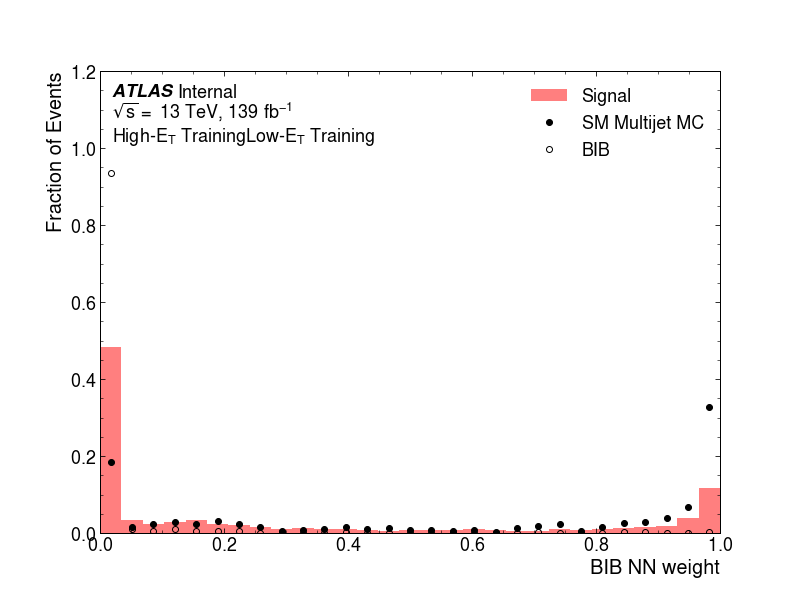 ATLAS Internal
√s = 13 TeV, 139 fb⁻¹
High-E_T TrainingLow-E_T Training
Signal
SM Multijet MC
BIB
Fraction of Events
1.2
1.0
0.8
0.6
0.4
0.2
0.0
0.0 0.2 0.4 0.6 0.8 1.0
BIB NN weight